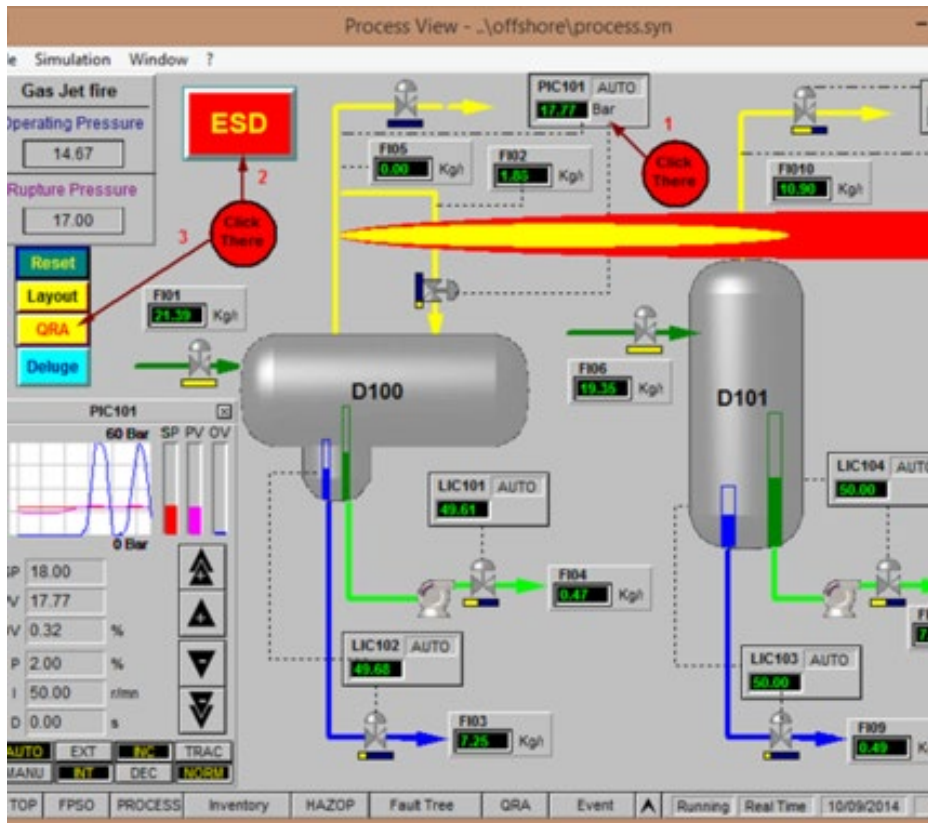 Process View - ..\offshore\process.syn
Simulation Window ?
Gas Jet fire
Operating Pressure
14.67
Rupture Pressure
17.00
ESD
2
Click There
3
Reset
Layout
QRA
Deluge
PIC101 AUTO
17.77 Bar
1
Click There
FI05
0.00 Kg/
FI02
1.86 Kg/
FI010
10.90 Kg/
FI01
21.39 Kg/
D100
FI06
19.35 Kg/
D101
PIC101
60 Bar SP PV OV
0 Bar
SP 18.00
PV 17.77
OV 0.32 %
P 2.00 %
I 50.00 r/mn
D 0.00 s
AUTO EXT INC TRAC
MANU INT DEC NORM
LIC101 AUTO
49.61
FI04
0.47 Kg/
LIC102 AUTO
49.68
FI03
7.25 Kg/
LIC104 AUTO
50.00
LIC103 AUTO
50.00
FI09
0.49
FPSO PROCESS Inventory HAZOP Fault Tree QRA Event Running Real Time 10/09/2014